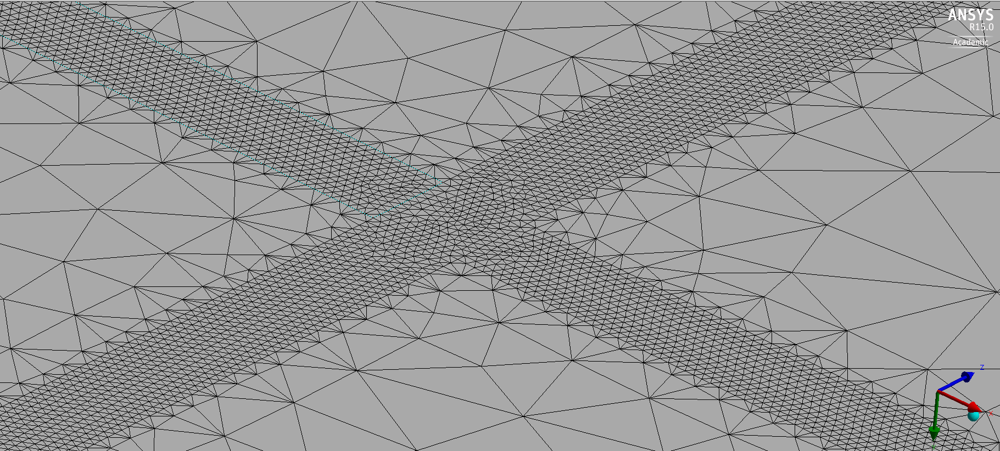 ANSYS
R15.0
Academic
Z
X